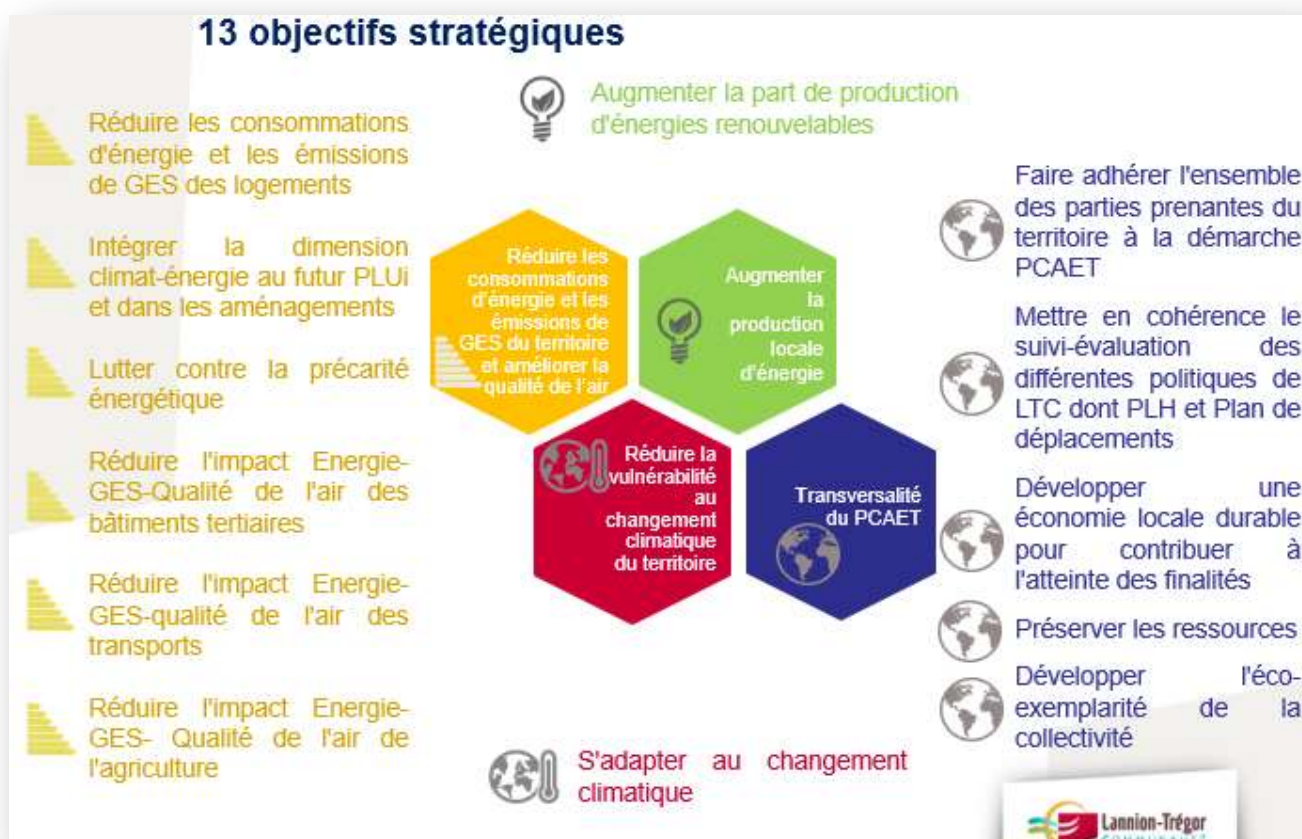 13 objectifs stratégiques
Augmenter la part de production
d'énergies renouvelables
Réduire les consommations
d'énergie et les émissions
de GES des logements
Intégrer la dimension
climat-énergie au futur PLUi
et dans les aménagements
Lutter contre la précarité
énergétique
Réduire l'impact Energie-
GES-Qualité de l'air des
bâtiments tertiaires
Réduire l'impact Energie-
GES-qualité de l'air des
transports
Réduire l'impact Energie-
GES- Qualité de l'air de
l'agriculture
Réduire les
consommations
d'énergie et les
émissions de
GES du territoire
et améliorer la
qualité de l'air
Augmenter
la
production
locale
d'énergie
Réduire la
vulnérabilité
au
changement
climatique
du territoire
Transversalité
du PCAET
S'adapter au changement
climatique
Faire adhérer l'ensemble
des parties prenantes du
territoire à la démarche
PCAET
Mettre en cohérence le
suivi-évaluation des
différentes politiques de
LTC dont PLH et Plan de
déplacements
Développer une
économie locale durable
pour contribuer à
l'atteinte des finalités
Préserver les ressources
Développer l'éco-
exemplarité de la
collectivité
Lannion-Trégor